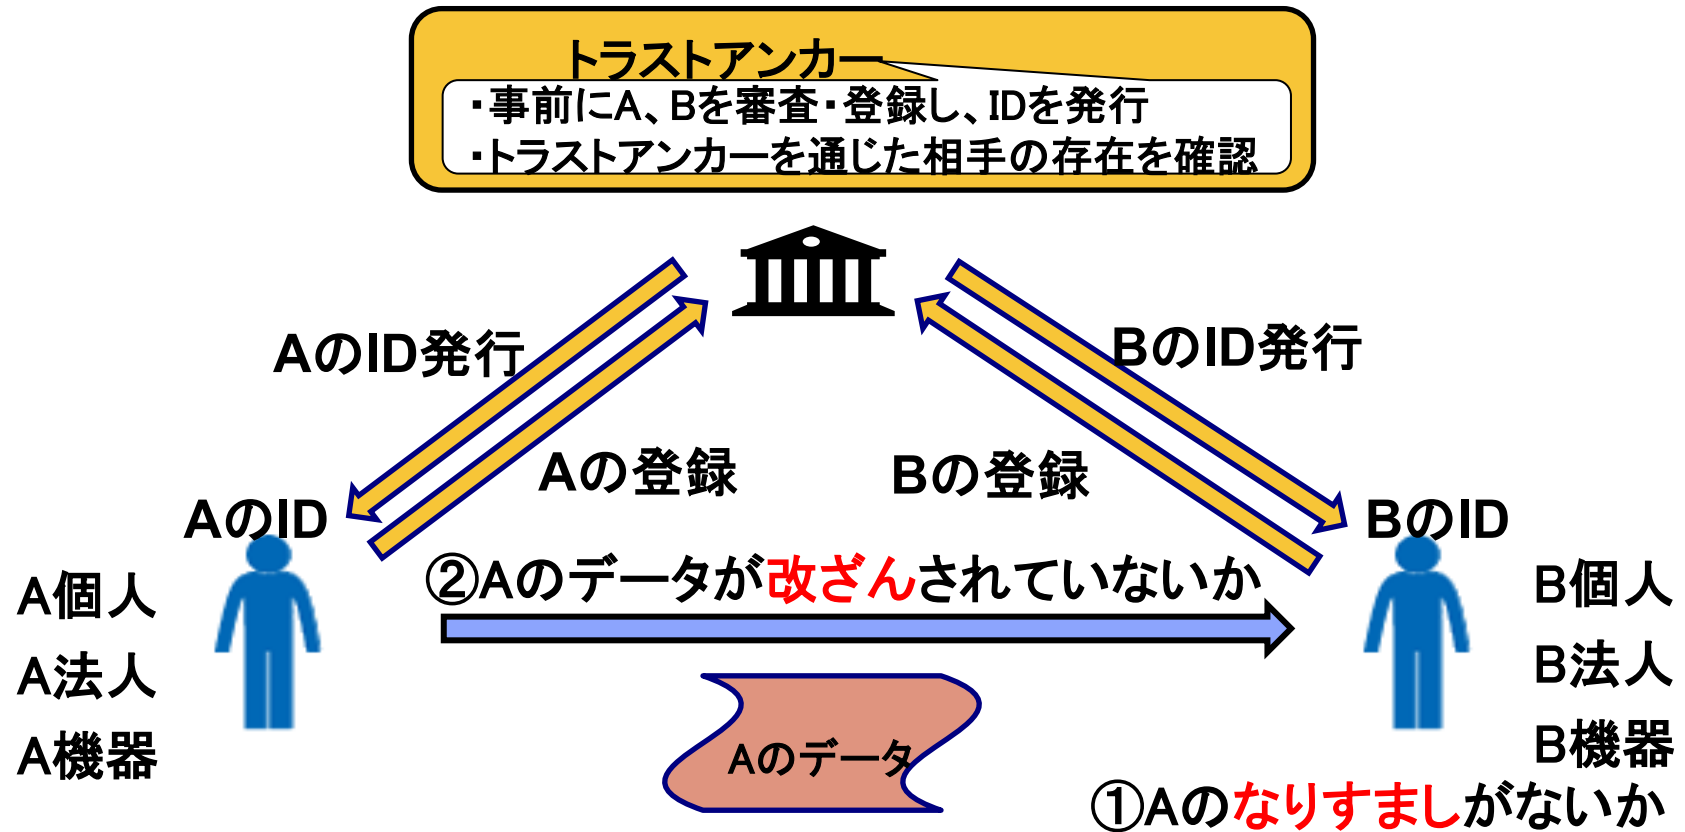 トラストアンカー
・事前にA、Bを審査・登録し、IDを発行
・トラストアンカーを通じた相手の存在を確認
AのID発行
BのID発行
Aの登録
Bの登録
AのID
BのID
②Aのデータが改ざんされていないか
A個人
A法人
A機器
B個人
B法人
B機器
Aのデータ
①Aのなりすましがないか